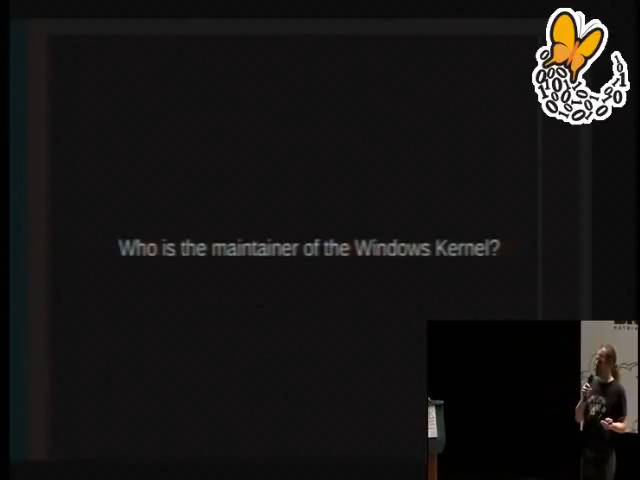 Who is the maintainer of the Windows Kernel?